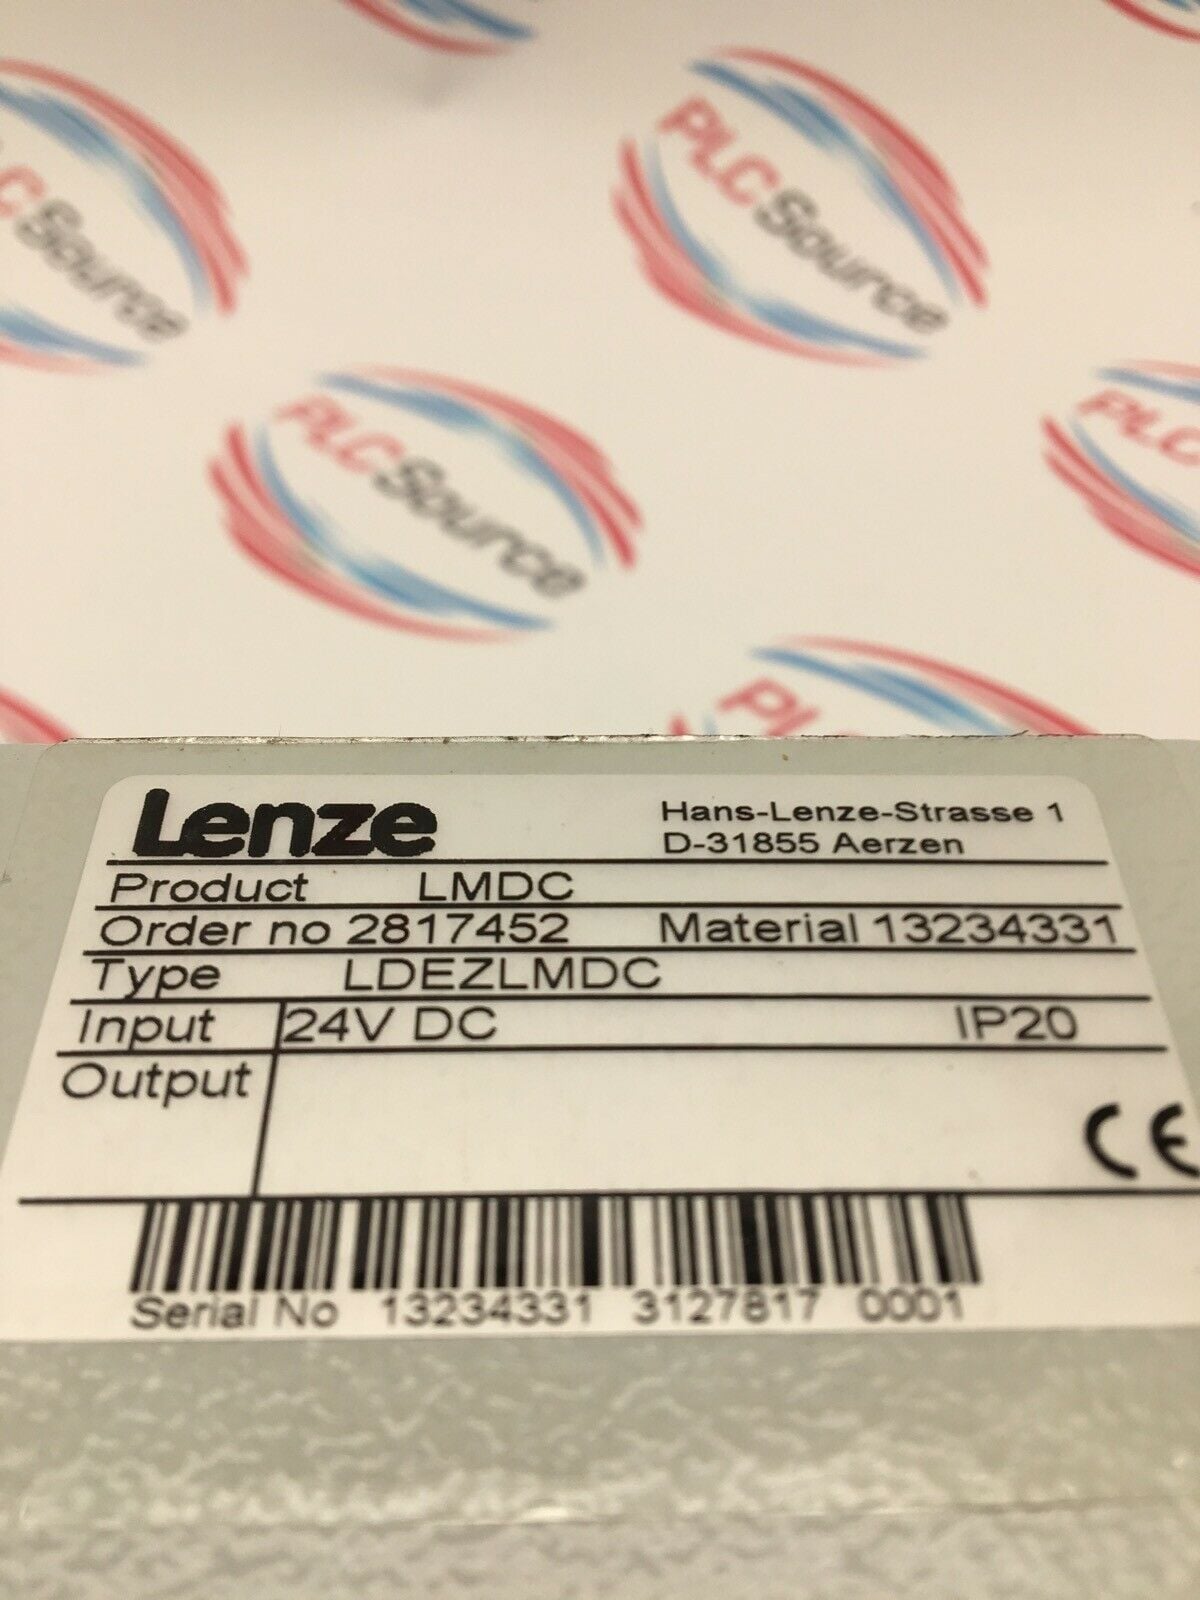 PLC Source
PLC Source
PLC Source
PLC
PLC
Lenze
Hans-Lenze-Strasse 1
D-31855 Aerzen
Product LMDC
Order no 2817452 Material 13234331
Type LDEZLMDC
Input 24V DC IP20
Output
CE
Serial No 13234331 3127817 0001